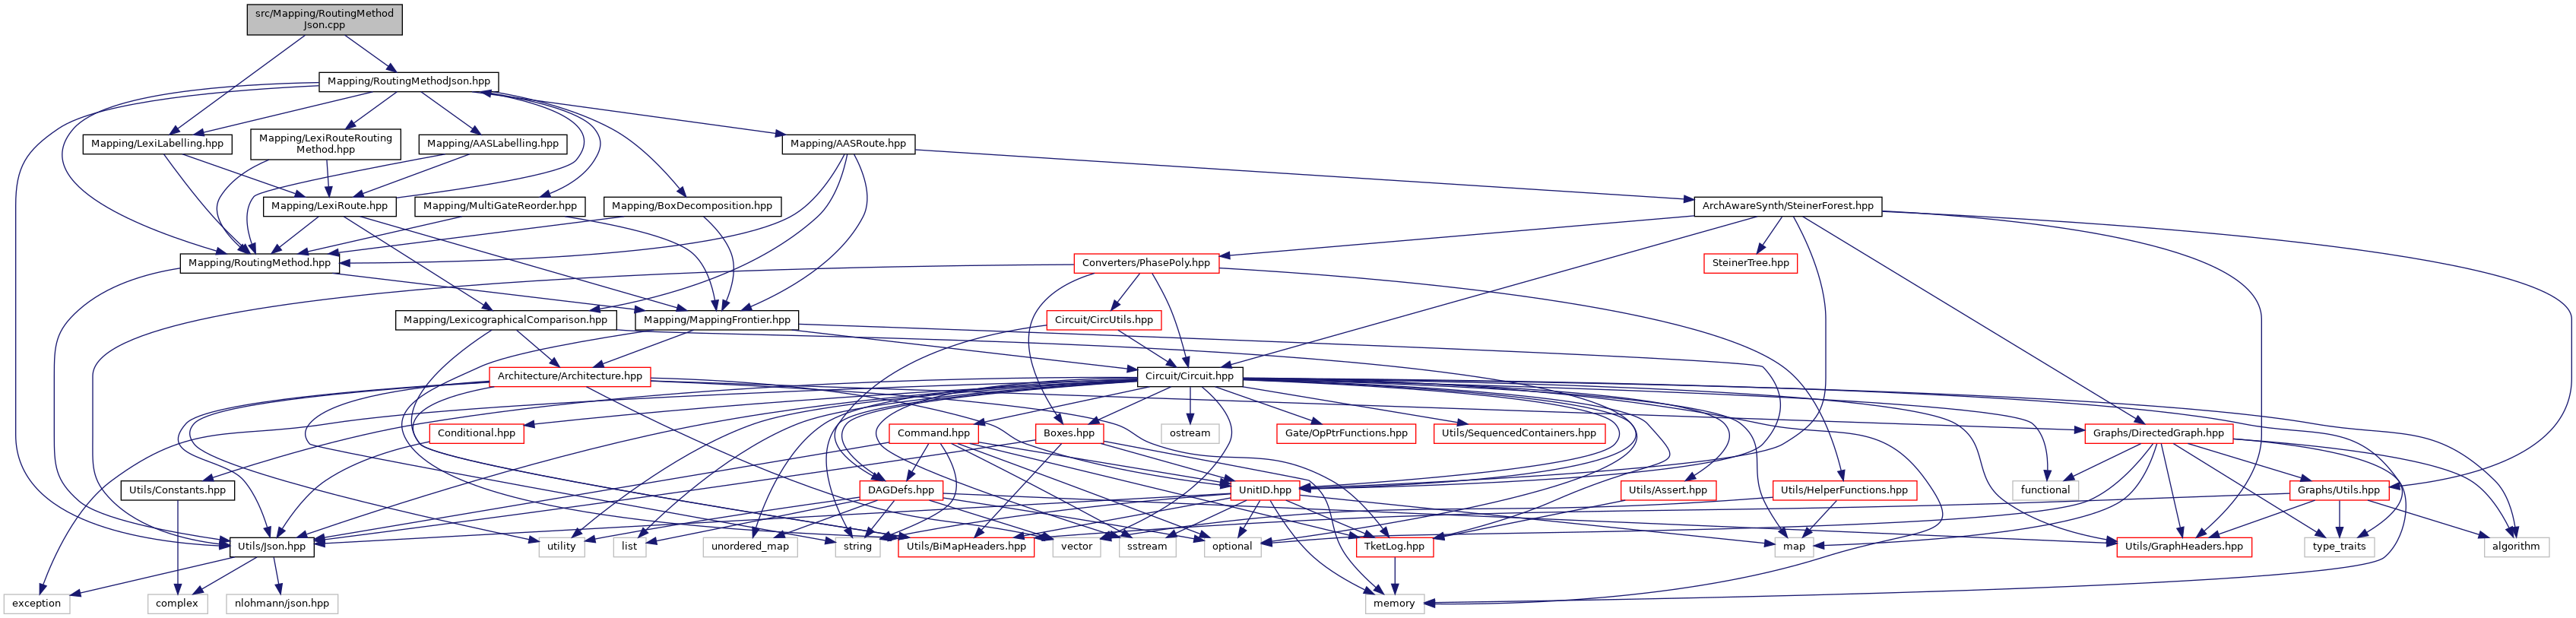 src/Mapping/RoutingMethod
Json.cpp
Mapping/RoutingMethodJson.hpp
Mapping/LexiLabelling.hpp
Mapping/LexiRouteRouting
Method.hpp
Mapping/AASLabelling.hpp
Mapping/AASRoute.hpp
Mapping/LexiRoute.hpp
Mapping/MultiGateReorder.hpp
Mapping/BoxDecomposition.hpp
ArchAwareSynth/SteinerForest.hpp
Mapping/RoutingMethod.hpp
Converters/PhasePoly.hpp
SteinerTree.hpp
Mapping/LexicographicalComparison.hpp
Mapping/MappingFrontier.hpp
Circuit/CircUtils.hpp
Architecture/Architecture.hpp
Circuit/Circuit.hpp
Conditional.hpp
Command.hpp
Boxes.hpp
ostream
Gate/OpPtrFunctions.hpp
Utils/SequencedContainers.hpp
Graphs/DirectedGraph.hpp
Utils/Constants.hpp
DAGDefs.hpp
UnitID.hpp
Utils/Assert.hpp
Utils/HelperFunctions.hpp
functional
Graphs/Utils.hpp
Utils/Json.hpp
utility
list
unordered_map
string
Utils/BiMapHeaders.hpp
vector
sstream
optional
TketLog.hpp
map
Utils/GraphHeaders.hpp
type_traits
algorithm
exception
complex
nlohmann/json.hpp
memory